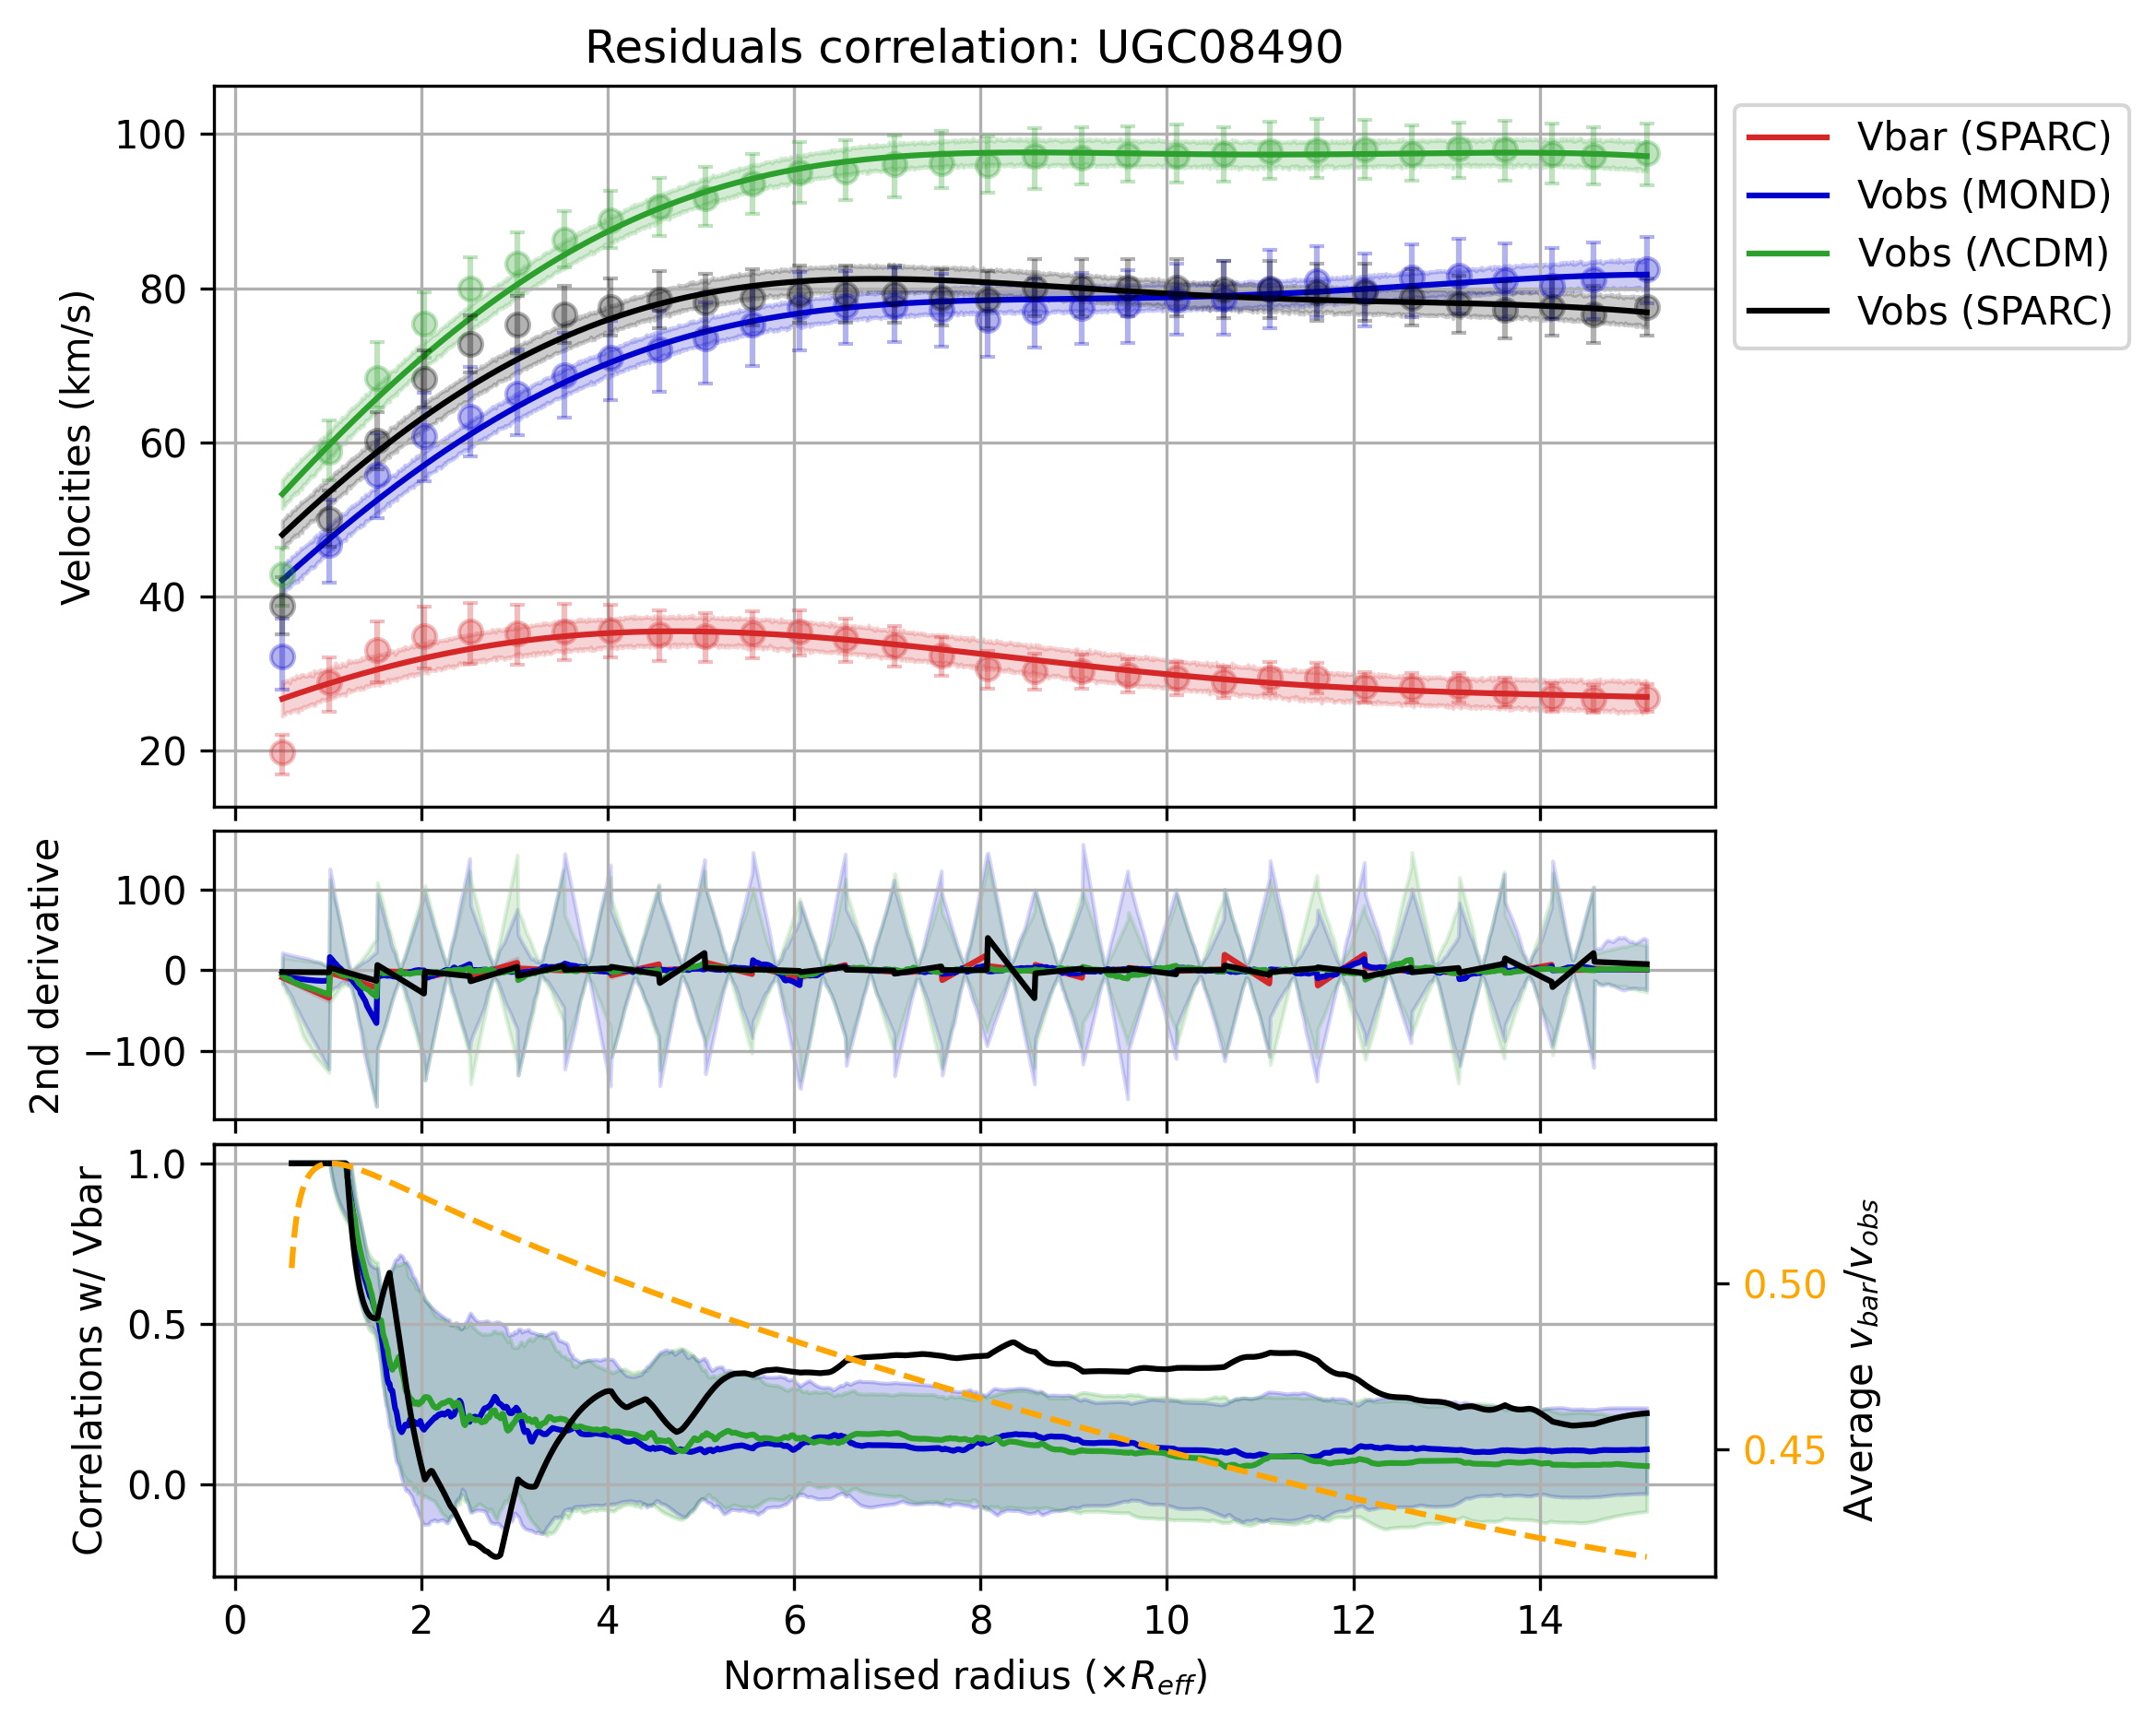 Residuals correlation: UGC08490
100
80
60
40
20
Velocities (km/s)
Vbar (SPARC)
Vobs (MOND)
Vobs (ΛCDM)
Vobs (SPARC)
100
0
−100
2nd derivative
1.0
0.5
0.0
Correlations w/ Vbar
0.50
0.45
Average v_bar/v_obs
0 2 4 6 8 10 12 14
Normalised radius (×R_eff)